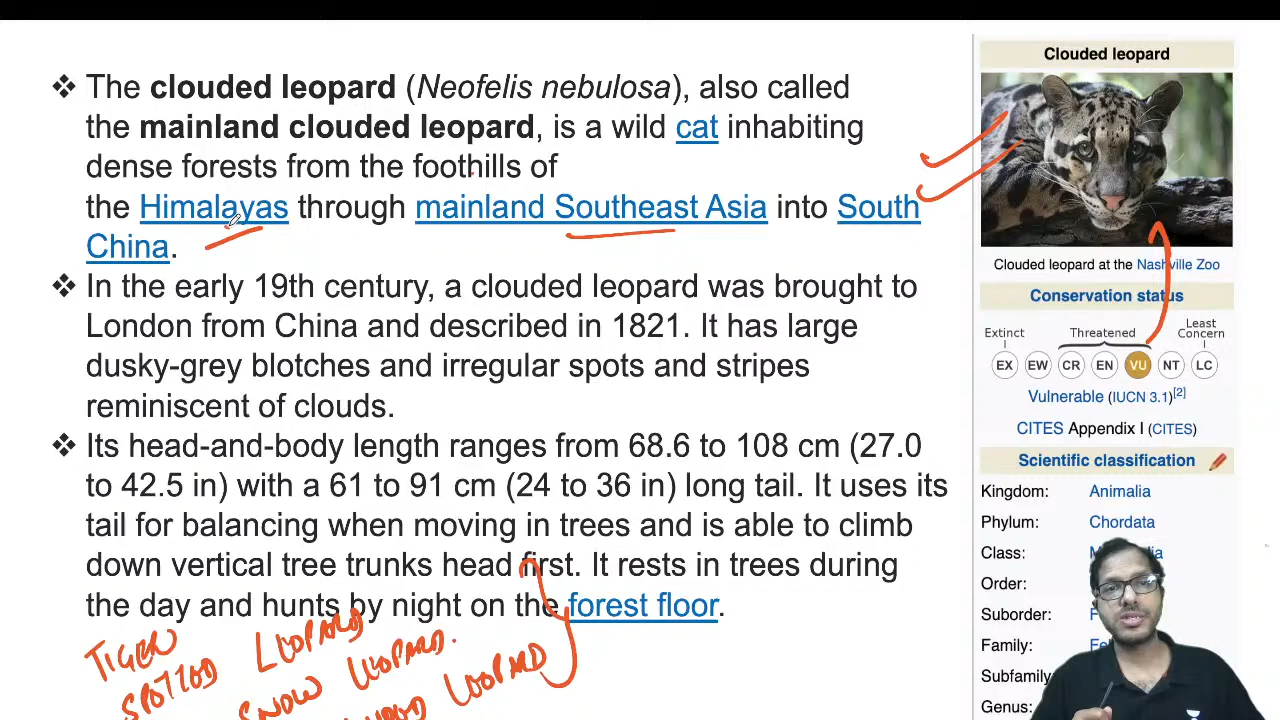 ❖ The clouded leopard (Neofelis nebulosa), also called
the mainland clouded leopard, is a wild cat inhabiting
dense forests from the foothills of
the Himalayas through mainland Southeast Asia into South
China.
❖ In the early 19th century, a clouded leopard was brought to
London from China and described in 1821. It has large
dusky-grey blotches and irregular spots and stripes
reminiscent of clouds.
❖ Its head-and-body length ranges from 68.6 to 108 cm (27.0
to 42.5 in) with a 61 to 91 cm (24 to 36 in) long tail. It uses its
tail for balancing when moving in trees and is able to climb
down vertical tree trunks head first. It rests in trees during
the day and hunts by night on the forest floor.
TIGER
SPOTTED LEOPARD
SNOW LEOPARD.
LEOPARD
Clouded leopard
Clouded leopard at the Nashville Zoo
Conservation status
Extinct Threatened Least Concern
EX EW CR EN VU NT LC
Vulnerable (IUCN 3.1)[2]
CITES Appendix I (CITES)
Scientific classification
Kingdom: Animalia
Phylum: Chordata
Class:
Order:
Suborder:
Family:
Subfamily
Genus: